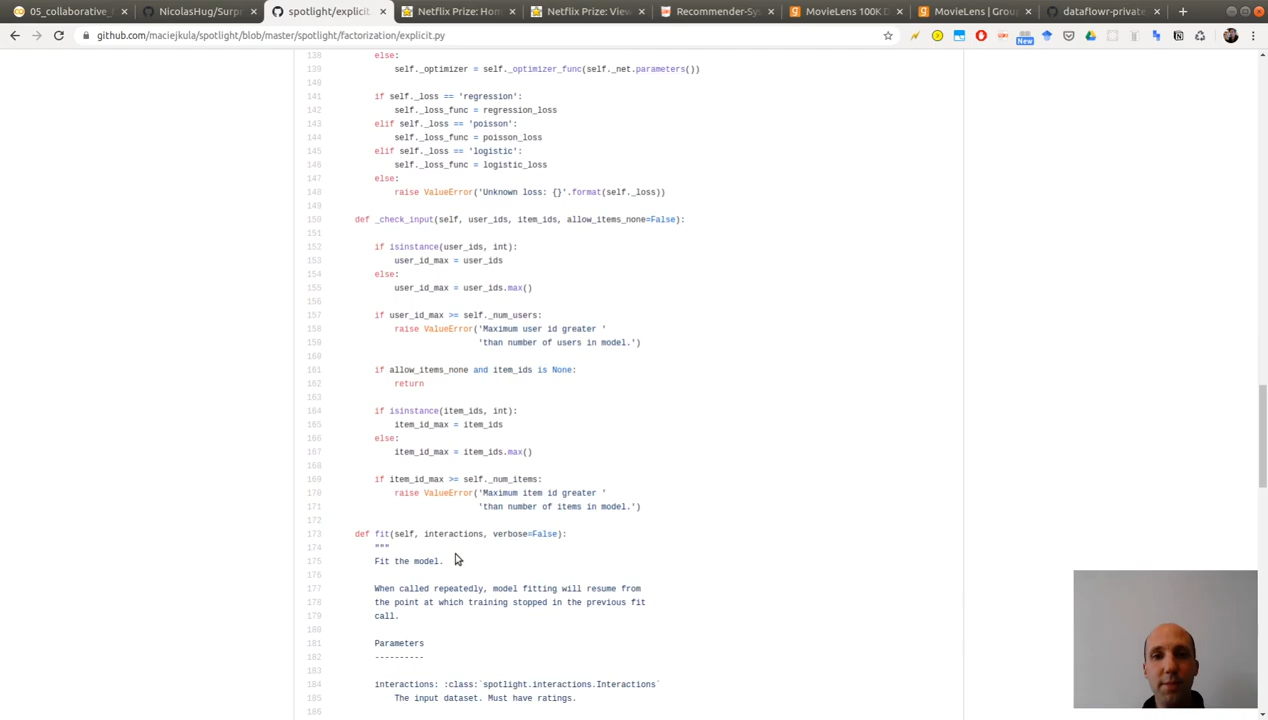 05_collaborative_
NicolasHug/Surpr
spotlight/explicit
Netflix Prize: Hom
Netflix Prize: View
Recommender-Sy
MovieLens 100K D
MovieLens | Group
dataflowr-private
github.com/maciejkula/spotlight/blob/master/spotlight/factorization/explicit.py
New
138 else:
139 self._optimizer = self._optimizer_func(self._net.parameters())
140
141 if self._loss == 'regression':
142 self._loss_func = regression_loss
143 elif self._loss == 'poisson':
144 self._loss_func = poisson_loss
145 elif self._loss == 'logistic':
146 self._loss_func = logistic_loss
147 else:
148 raise ValueError('Unknown loss: {}'.format(self._loss))
149
150 def _check_input(self, user_ids, item_ids, allow_items_none=False):
151
152 if isinstance(user_ids, int):
153 user_id_max = user_ids
154 else:
155 user_id_max = user_ids.max()
156
157 if user_id_max >= self._num_users:
158 raise ValueError('Maximum user id greater '
159 'than number of users in model.')
160
161 if allow_items_none and item_ids is None:
162 return
163
164 if isinstance(item_ids, int):
165 item_id_max = item_ids
166 else:
167 item_id_max = item_ids.max()
168
169 if item_id_max >= self._num_items:
170 raise ValueError('Maximum item id greater '
171 'than number of items in model.')
172
173 def fit(self, interactions, verbose=False):
174 """
175 Fit the model.
176
177 When called repeatedly, model fitting will resume from
178 the point at which training stopped in the previous fit
179 call.
180
181 Parameters
182 ----------
183
184 interactions: :class:`spotlight.interactions.Interactions`
185 The input dataset. Must have ratings.
186